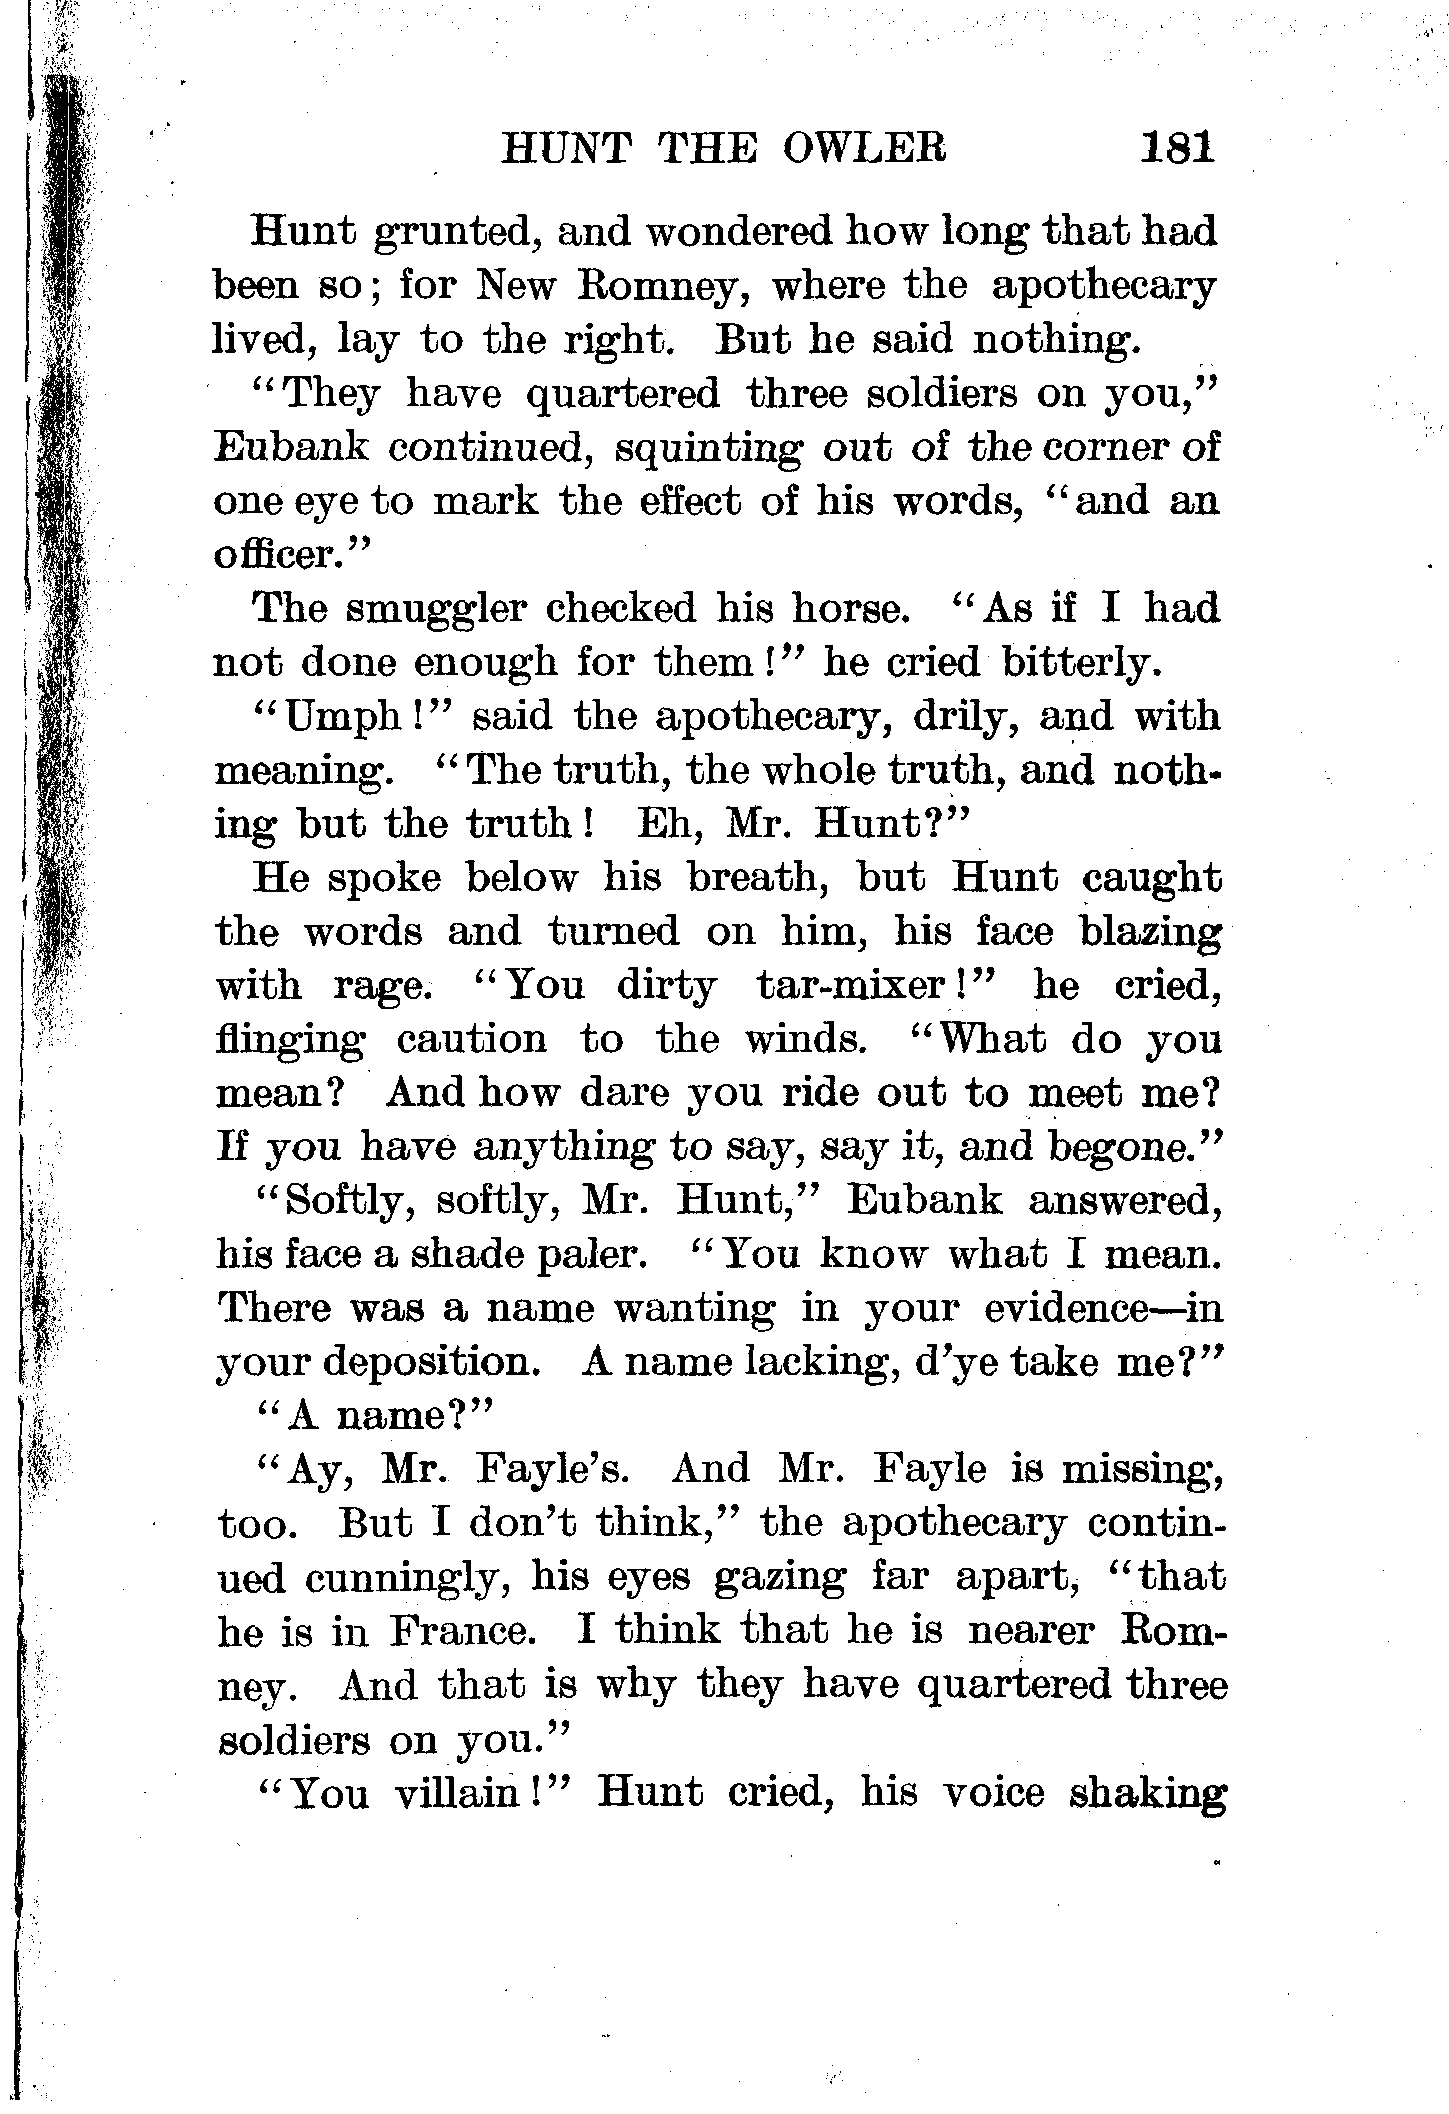 HUNT THE OWLER 181
Hunt grunted, and wondered how long that had
been so; for New Romney, where the apothecary
lived, lay to the right. But he said nothing.
"They have quartered three soldiers on you,"
Eubank continued, squinting out of the corner of
one eye to mark the effect of his words, "and an
officer."
The smuggler checked his horse. "As if I had
not done enough for them!" he cried bitterly.
"Umph!" said the apothecary, drily, and with
meaning. "The truth, the whole truth, and noth-
ing but the truth! Eh, Mr. Hunt?"
He spoke below his breath, but Hunt caught
the words and turned on him, his face blazing
with rage. "You dirty tar-mixer!" he cried,
flinging caution to the winds. "What do you
mean? And how dare you ride out to meet me?
If you have anything to say, say it, and begone."
"Softly, softly, Mr. Hunt," Eubank answered,
his face a shade paler. "You know what I mean.
There was a name wanting in your evidence—in
your deposition. A name lacking, d'ye take me?"
"A name?"
"Ay, Mr. Fayle's. And Mr. Fayle is missing,
too. But I don't think," the apothecary contin-
ued cunningly, his eyes gazing far apart, "that
he is in France. I think that he is nearer Rom-
ney. And that is why they have quartered three
soldiers on you."
"You villain!" Hunt cried, his voice shaking